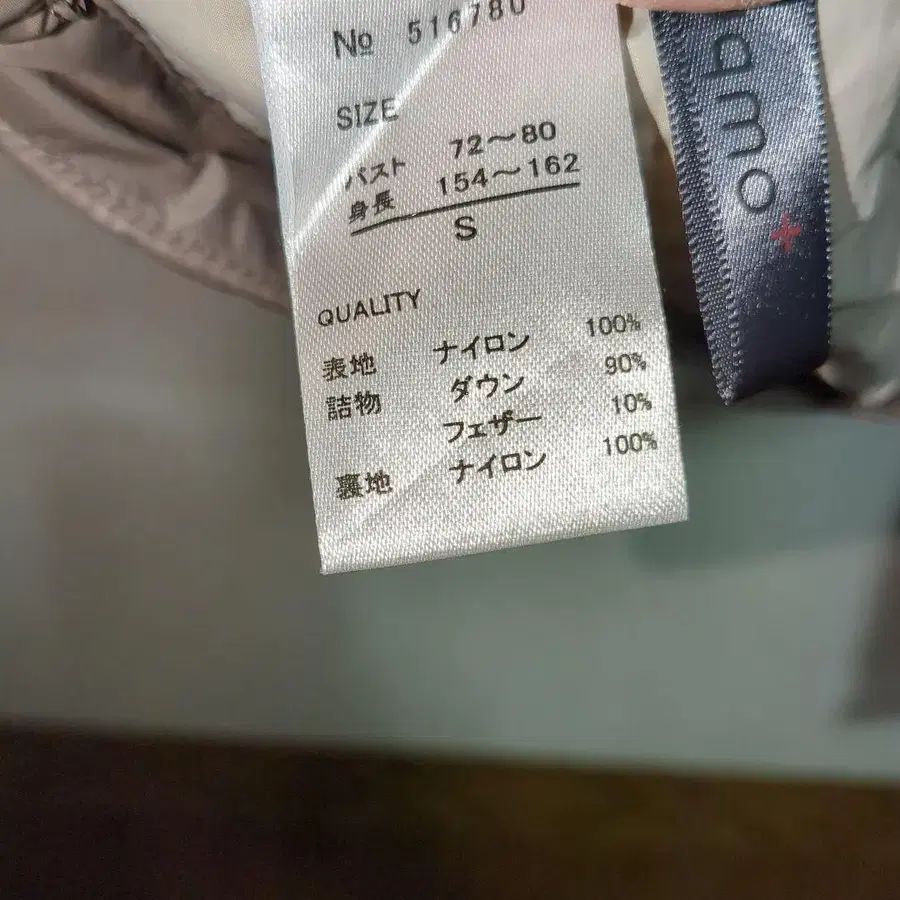 No 516780
SIZE
バスト 72～80
身長 154～162
S
QUALITY
表地 ナイロン 100%
詰物 ダウン 90%
フェザー 10%
裏地 ナイロン 100%
amo+